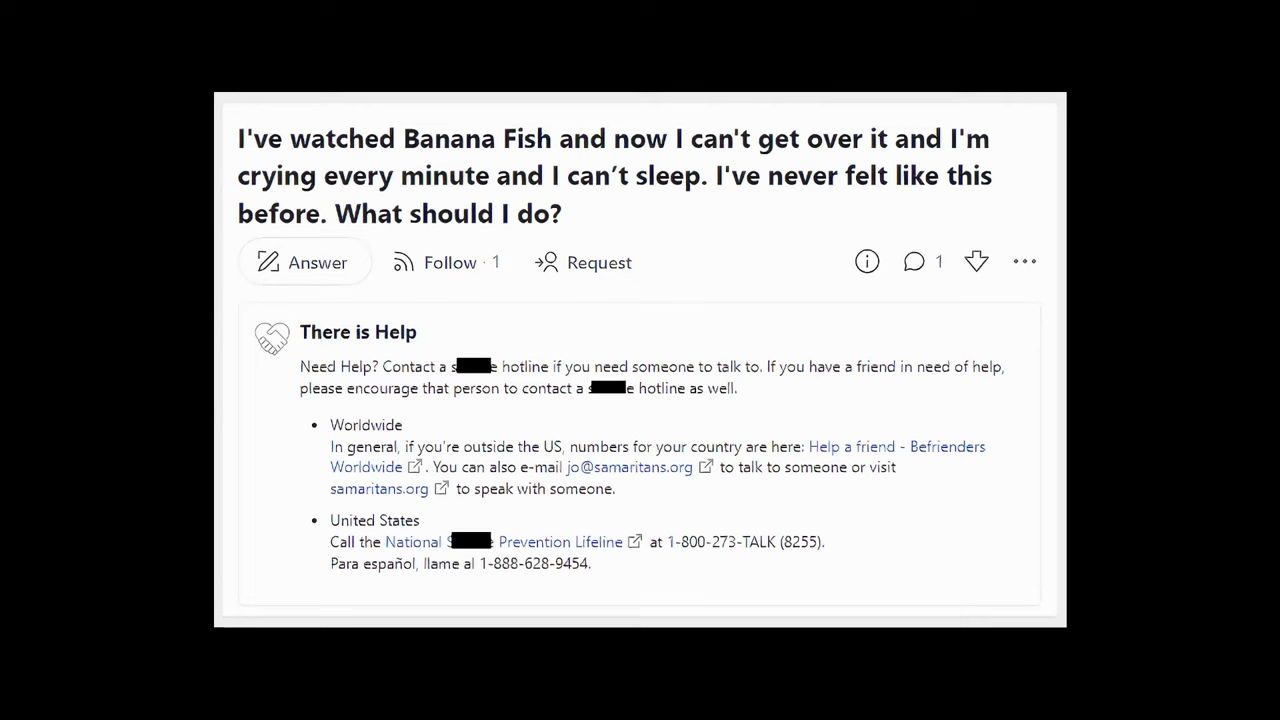 I've watched Banana Fish and now I can't get over it and I'm
crying every minute and I can’t sleep. I've never felt like this
before. What should I do?
Answer Follow · 1 Request 1
There is Help
Need Help? Contact a s e hotline if you need someone to talk to. If you have a friend in need of help,
please encourage that person to contact a s e hotline as well.
• Worldwide
In general, if you're outside the US, numbers for your country are here: Help a friend - Befrienders
Worldwide . You can also e-mail jo@samaritans.org to talk to someone or visit
samaritans.org to speak with someone.
• United States
Call the National S e Prevention Lifeline at 1-800-273-TALK (8255).
Para español, llame al 1-888-628-9454.